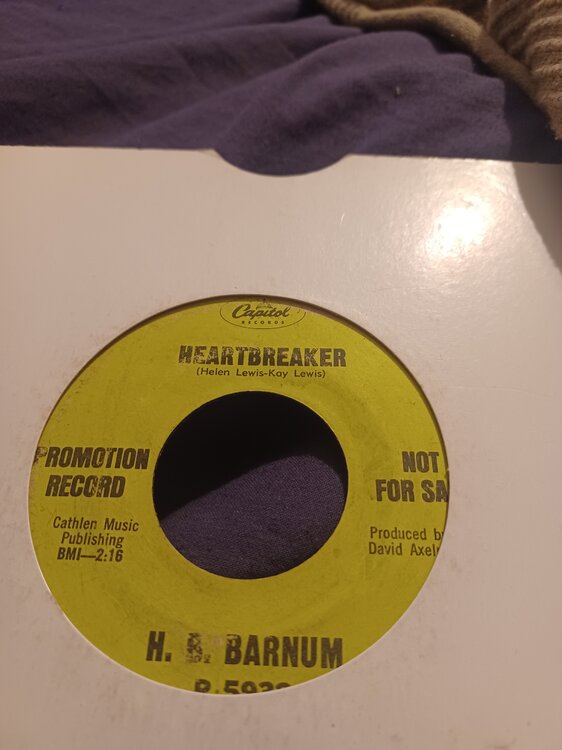 Capitol
RECORDS
HEARTBREAKER
(Helen Lewis-Kay Lewis)
PROMOTION
RECORD
NOT
FOR SA
Cathlen Music
Publishing
BMI—2:16
Produced b
David Axel
H. B. BARNUM